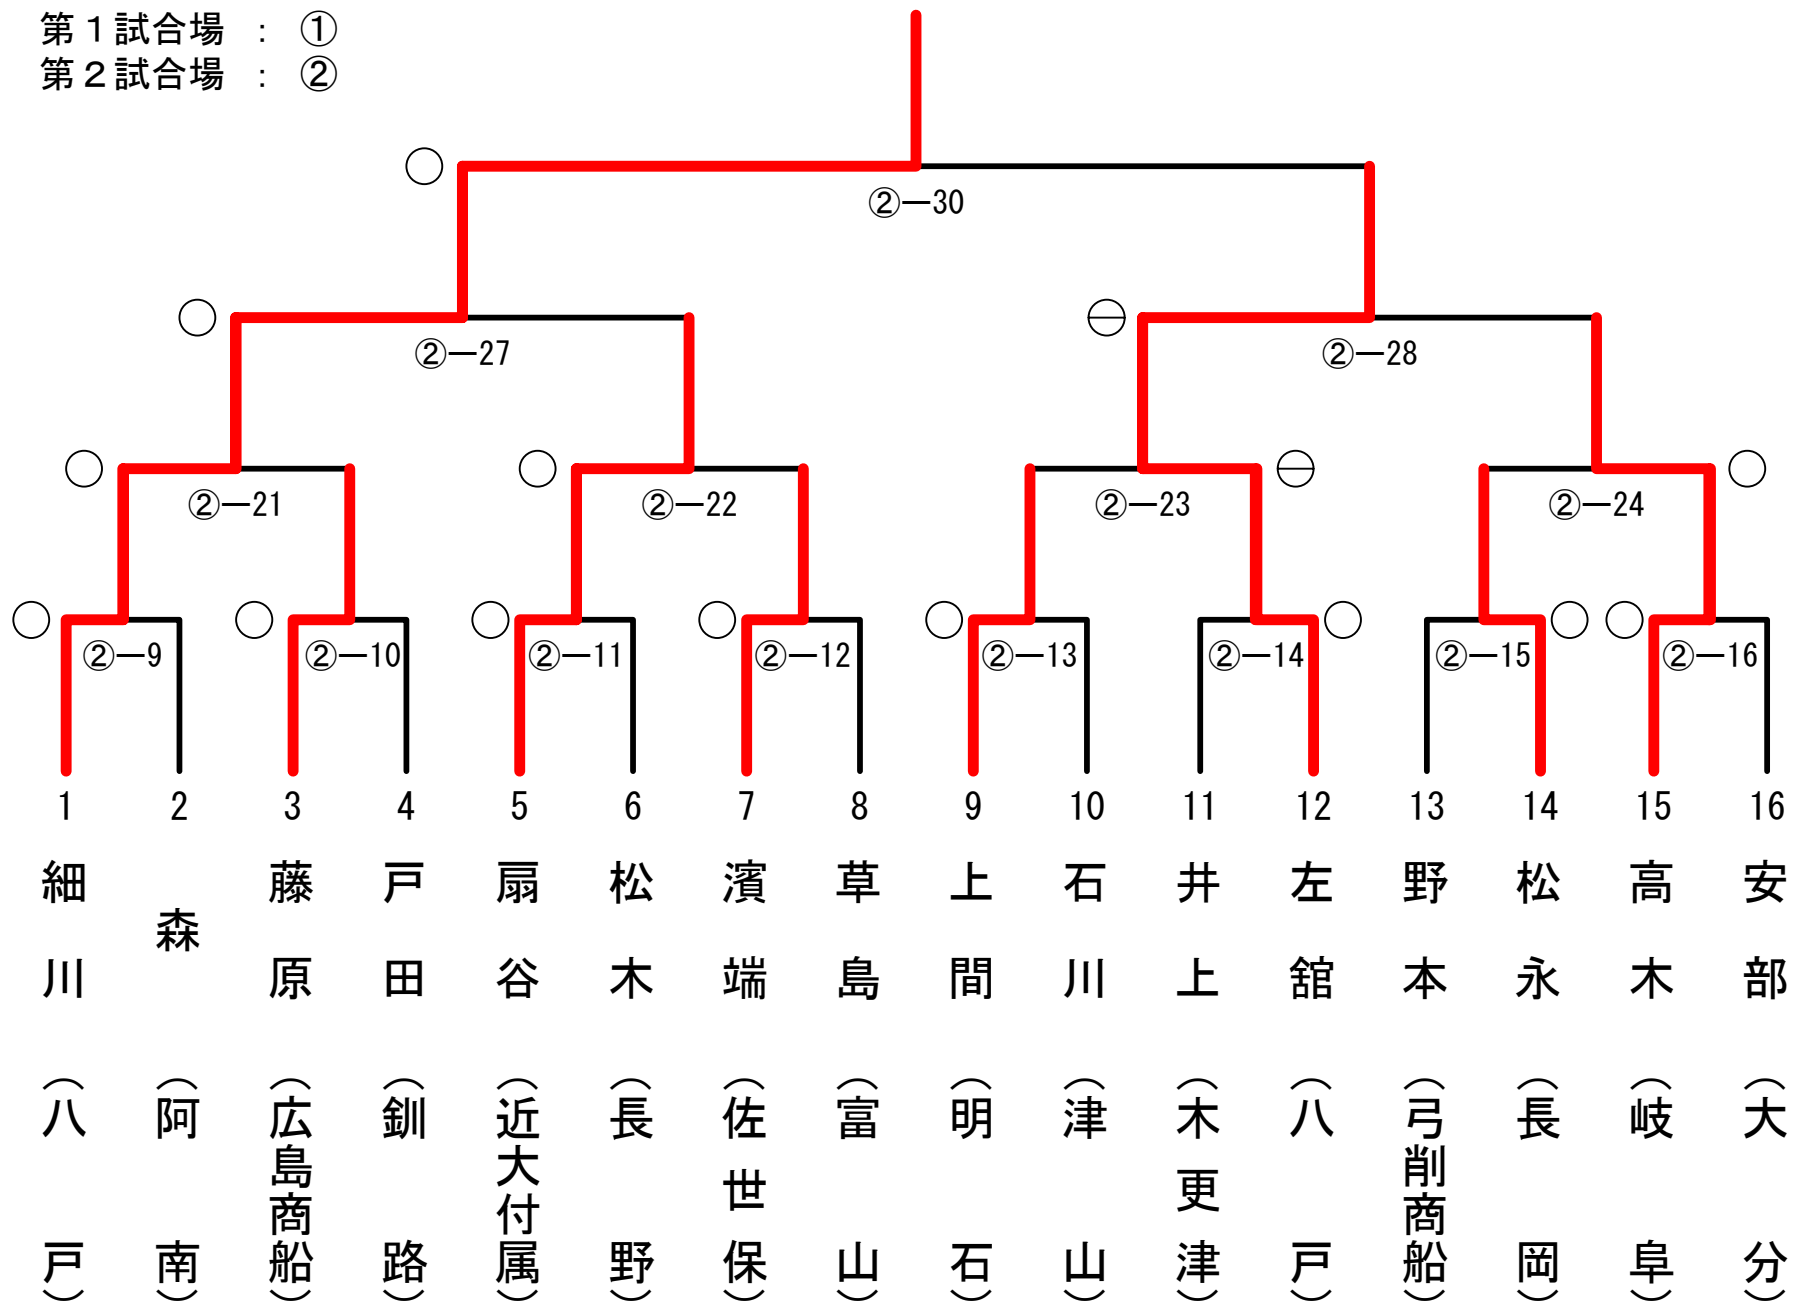 第１試合場　：　①
第２試合場　：　②
②―30
②―27
②―28
②―21
②―22
②―23
②―24
②―9
②―10
②―11
②―12
②―13
②―14
②―15
②―16
1
2
3
4
5
6
7
8
9
10
11
12
13
14
15
16
細川（八戸）
森（阿南）
藤原（広島商船）
戸田（釧路）
扇谷（近大付属）
松木（長野）
濱端（佐世保）
草島（富山）
上間（明石）
石川（津山）
井上（木更津）
左舘（八戸）
野本（弓削商船）
松永（長岡）
高木（岐阜）
安部（大分）